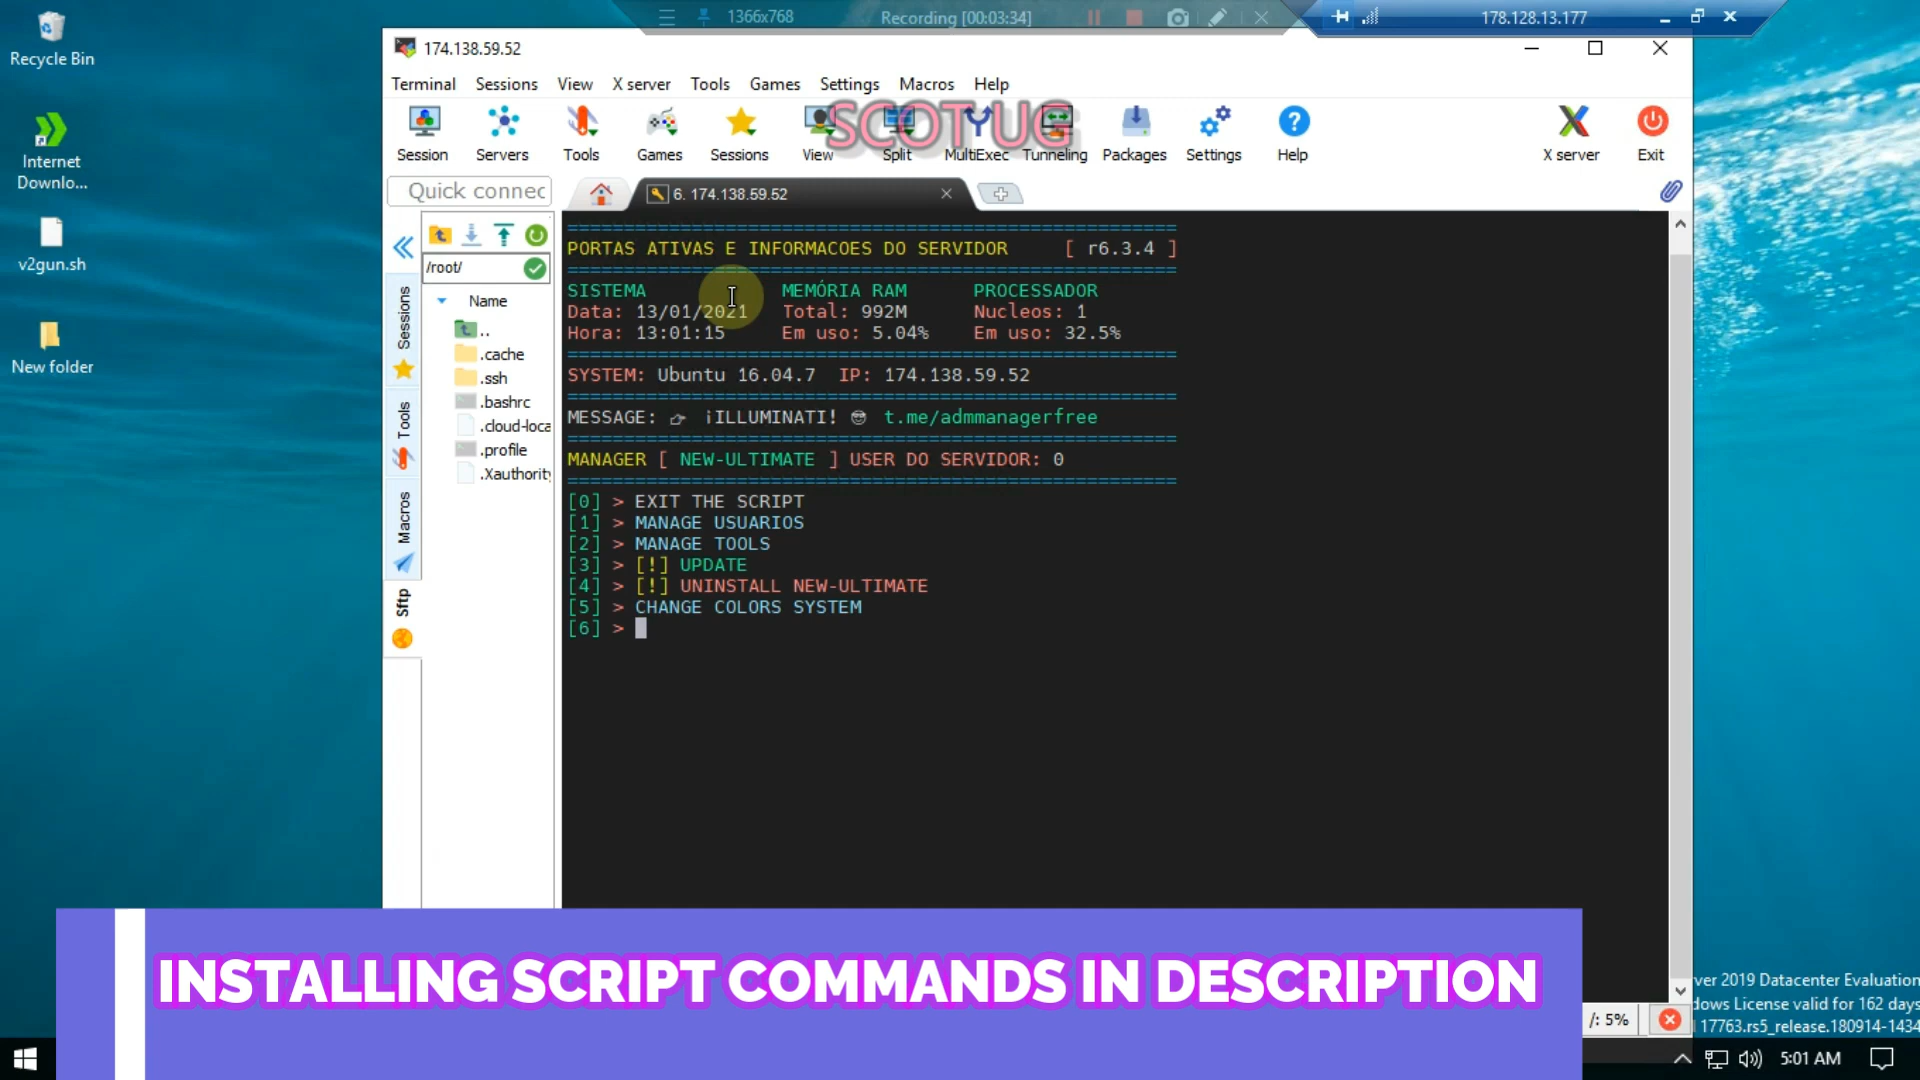 1366x768
Recording [00:03:34]
178.128.13.177
Recycle Bin
Internet
Downlo...
v2gun.sh
New folder
174.138.59.52
Terminal Sessions View X server Tools Games Settings Macros Help
SCOT UG
Session Servers Tools Games Sessions View Split MultiExec Tunneling Packages Settings Help X server Exit
Quick connec
6. 174.138.59.52
/root/
Name
..
.cache
.ssh
.bashrc
.cloud-loca
.profile
.Xauthority
Sessions
Tools
Macros
Sftp
==========================================================
PORTAS ATIVAS E INFORMACOES DO SERVIDOR [ r6.3.4 ]
==========================================================
SISTEMA MEMÓRIA RAM PROCESSADOR
Data: 13/01/2021 Total: 992M Nucleos: 1
Hora: 13:01:15 Em uso: 5.04% Em uso: 32.5%
==========================================================
SYSTEM: Ubuntu 16.04.7 IP: 174.138.59.52
==========================================================
MESSAGE: 👉 ¡ILLUMINATI! 😎 t.me/admmanagerfree
==========================================================
MANAGER [ NEW-ULTIMATE ] USER DO SERVIDOR: 0
==========================================================
[0] > EXIT THE SCRIPT
[1] > MANAGE USUARIOS
[2] > MANAGE TOOLS
[3] > [!] UPDATE
[4] > [!] UNINSTALL NEW-ULTIMATE
[5] > CHANGE COLORS SYSTEM
[6] >
INSTALLING SCRIPT COMMANDS IN DESCRIPTION
ver 2019 Datacenter Evaluation
dows License valid for 162 days
17763.rs5_release.180914-1434
/: 5%
5:01 AM